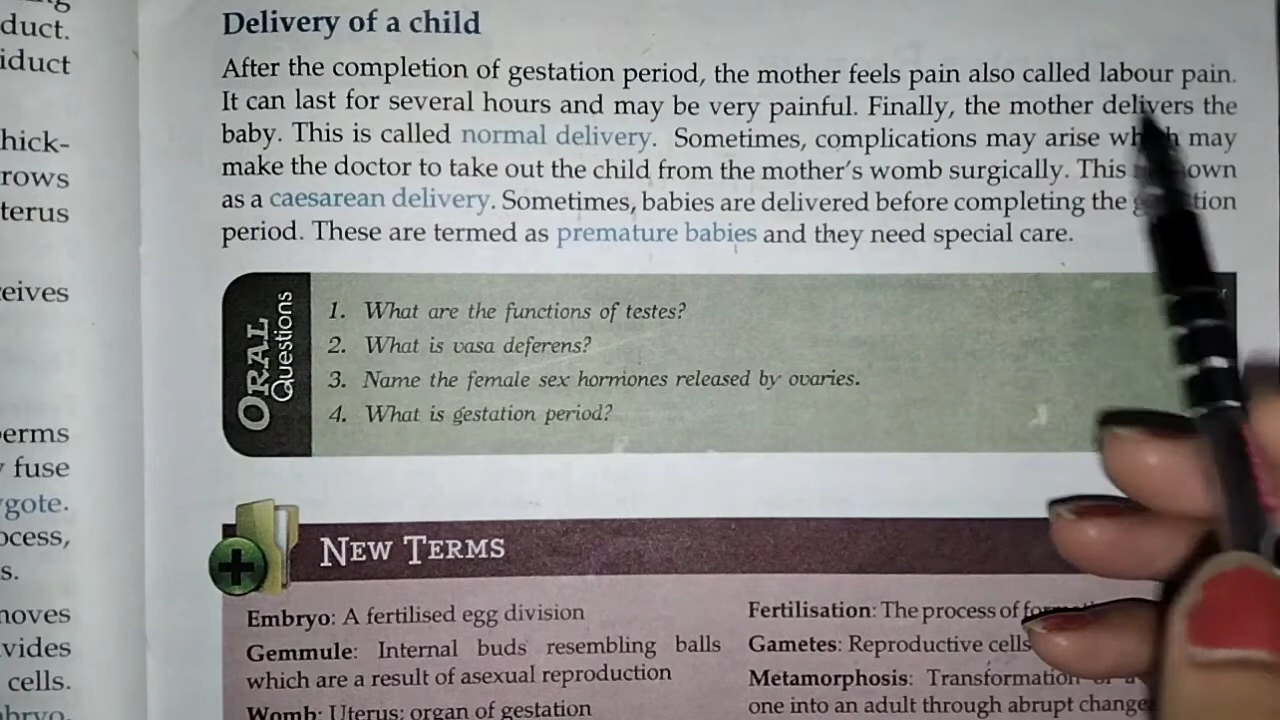 duct.
iduct
hick-
rows
terus
eives
perms
fuse
ygote.
ocess,
s.
moves
vides
cells.
bryo,
Delivery of a child
After the completion of gestation period, the mother feels pain also called labour pain.
It can last for several hours and may be very painful. Finally, the mother delivers the
baby. This is called normal delivery. Sometimes, complications may arise which may
make the doctor to take out the child from the mother's womb surgically. This
as a caesarean delivery. Sometimes, babies are delivered before completing the
period. These are termed as premature babies and they need special care.
ORAL
Questions
1. What are the functions of testes?
2. What is vasa deferens?
3. Name the female sex hormones released by ovaries.
4. What is gestation period?
NEW TERMS
Embryo: A fertilised egg division
Gemmule: Internal buds resembling balls
which are a result of asexual reproduction
Womb: Uterus; organ of gestation
Fertilisation: The process of
Gametes: Reproductive cells
Metamorphosis: Transformation
one into an adult through abrupt change